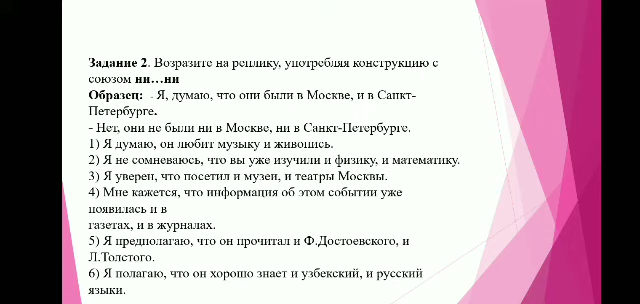 Задание 2. Возразите на реплику, употребляя конструкцию с
союзом ни…ни
Образец: - Я, думаю, что они были в Москве, и в Санкт-
Петербурге.
- Нет, они не были ни в Москве, ни в Санкт-Петербурге.
1) Я думаю, он любит музыку и живопись.
2) Я не сомневаюсь, что вы уже изучили и физику, и математику.
3) Я уверен, что посетил и музеи, и театры Москвы.
4) Мне кажется, что информация об этом событии уже
появилась и в
газетах, и в журналах.
5) Я предполагаю, что он прочитал и Ф.Достоевского, и
Л.Толстого.
6) Я полагаю, что он хорошо знает и узбекский, и русский
языки.